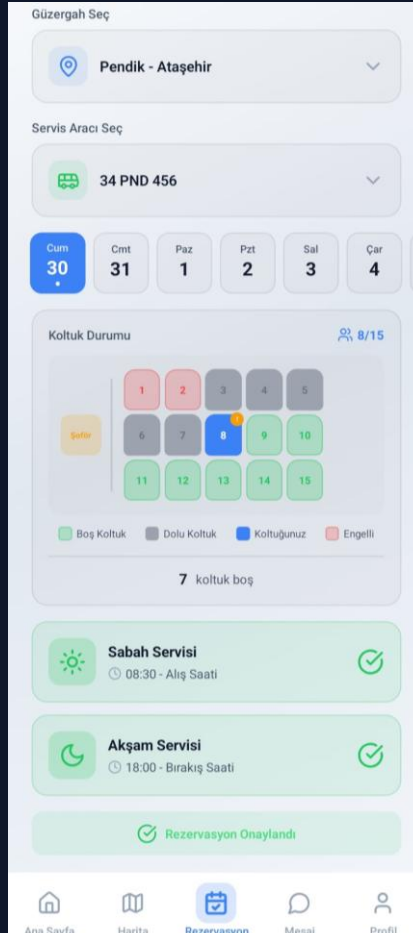 Güzergah Seç
Pendik - Ataşehir
Servis Aracı Seç
34 PND 456
Cum Cmt Paz Pzt Sal Çar
30 31 1 2 3 4
Koltuk Durumu 8/15
1 2 3 4 5
!
Şoför 6 7 8 9 10
11 12 13 14 15
Boş Koltuk Dolu Koltuk Koltuğunuz Engelli
7 koltuk boş
Sabah Servisi
08:30 - Alış Saati
Akşam Servisi
18:00 - Bırakış Saati
Rezervasyon Onaylandı
Ana Sayfa Harita Rezervasyon Mesaj Profil